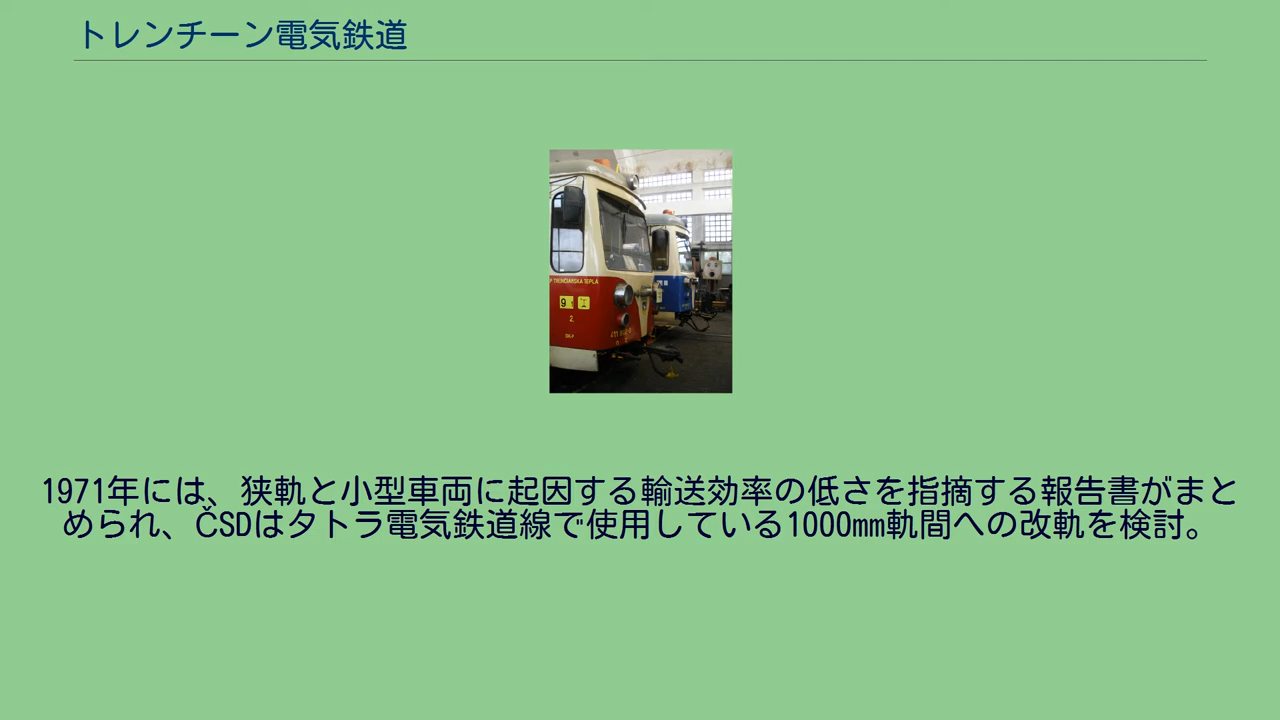 トレンチーン電気鉄道
TRENČIANSKA TEPLÁ
9
2
1971年には、狭軌と小型車両に起因する輸送効率の低さを指摘する報告書がまと
められ、ČSDはタトラ電気鉄道線で使用している1000mm軌間への改軌を検討。